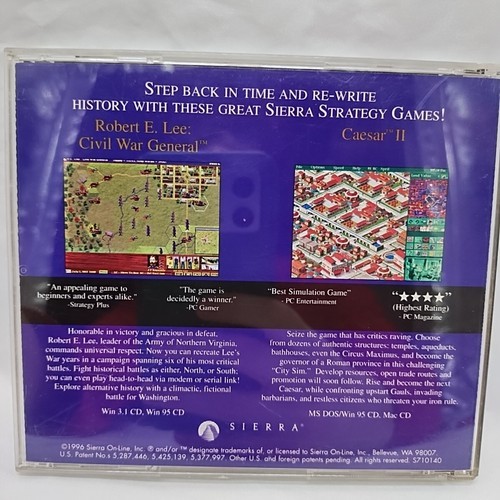 STEP BACK IN TIME AND RE-WRITE
HISTORY WITH THESE GREAT SIERRA STRATEGY GAMES!
Robert E. Lee:
Civil War General™
Caesar™ II
"An appealing game to
beginners and experts alike."
-Strategy Plus
"The game is
decidedly a winner."
-PC Gamer
"Best Simulation Game"
- PC Entertainment
"★★★★"
(Highest Rating)
- PC Magazine
Honorable in victory and gracious in defeat,
Robert E. Lee, leader of the Army of Northern Virginia,
commands universal respect. Now you can recreate Lee's
War years in a campaign spanning six of his most critical
battles. Fight historical battles as either, North, or South;
you can even play head-to-head via modem or serial link!
Explore alternative history with a climactic, fictional
battle for Washington.
Win 3.1 CD, Win 95 CD
Seize the game that has critics raving. Choose
from dozens of authentic structures: temples, aqueducts,
bathhouses, even the Circus Maximus, and become the
governor of a Roman province in this challenging
"City Sim." Develop resources, open trade routes and
promotion will soon follow. Rise and become the next
Caesar, while confronting upstart Gauls, invading
barbarians, and restless citizens who threaten your iron rule.
MS DOS/Win 95 CD, Mac CD
SIERRA®
©1996 Sierra On-Line, Inc. ® and/or ™ designate trademarks of, or licensed to Sierra On-Line, Inc., Bellevue, WA 98007.
U.S. Patent No.s 5,287,446, 5,425,139, 5,377,997. Other U.S. and foreign patents pending. All rights reserved. S710140